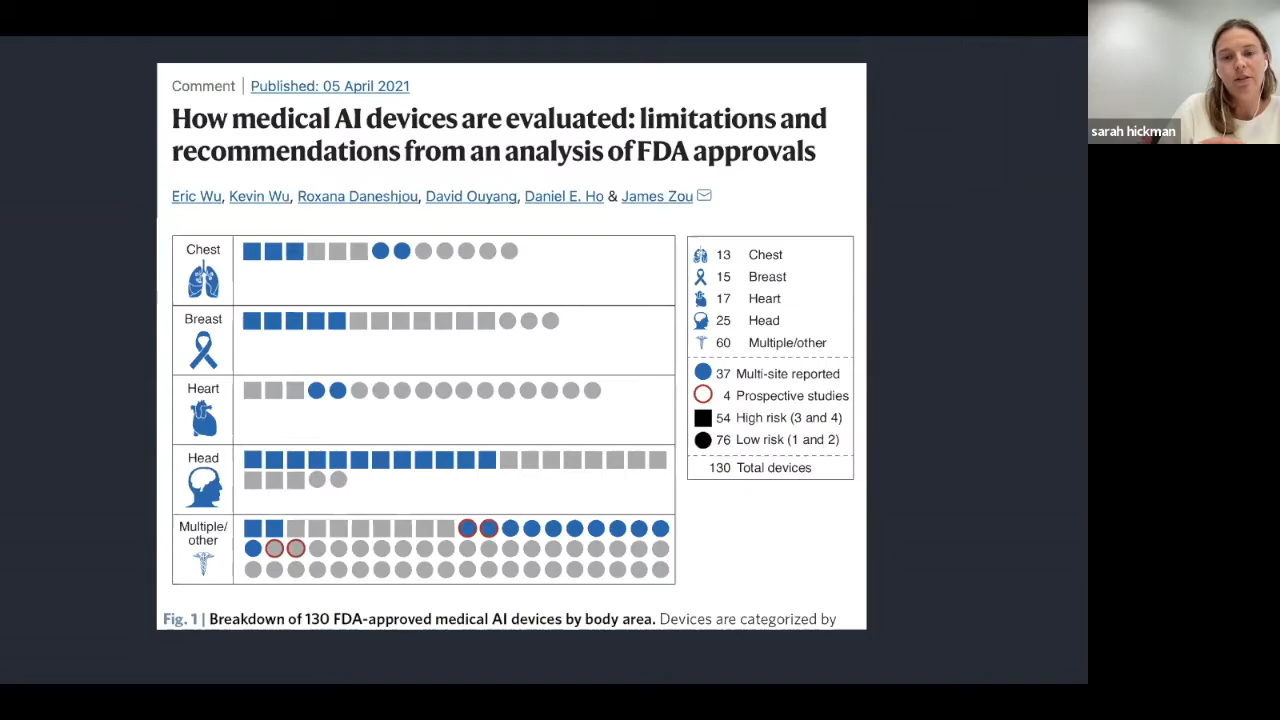 Comment | Published: 05 April 2021
How medical AI devices are evaluated: limitations and
recommendations from an analysis of FDA approvals
Eric Wu, Kevin Wu, Roxana Daneshjou, David Ouyang, Daniel E. Ho & James Zou
Chest
Breast
Heart
Head
Multiple/
other
13 Chest
15 Breast
17 Heart
25 Head
60 Multiple/other
37 Multi-site reported
4 Prospective studies
54 High risk (3 and 4)
76 Low risk (1 and 2)
130 Total devices
Fig. 1 | Breakdown of 130 FDA-approved medical AI devices by body area. Devices are categorized by
sarah hickman